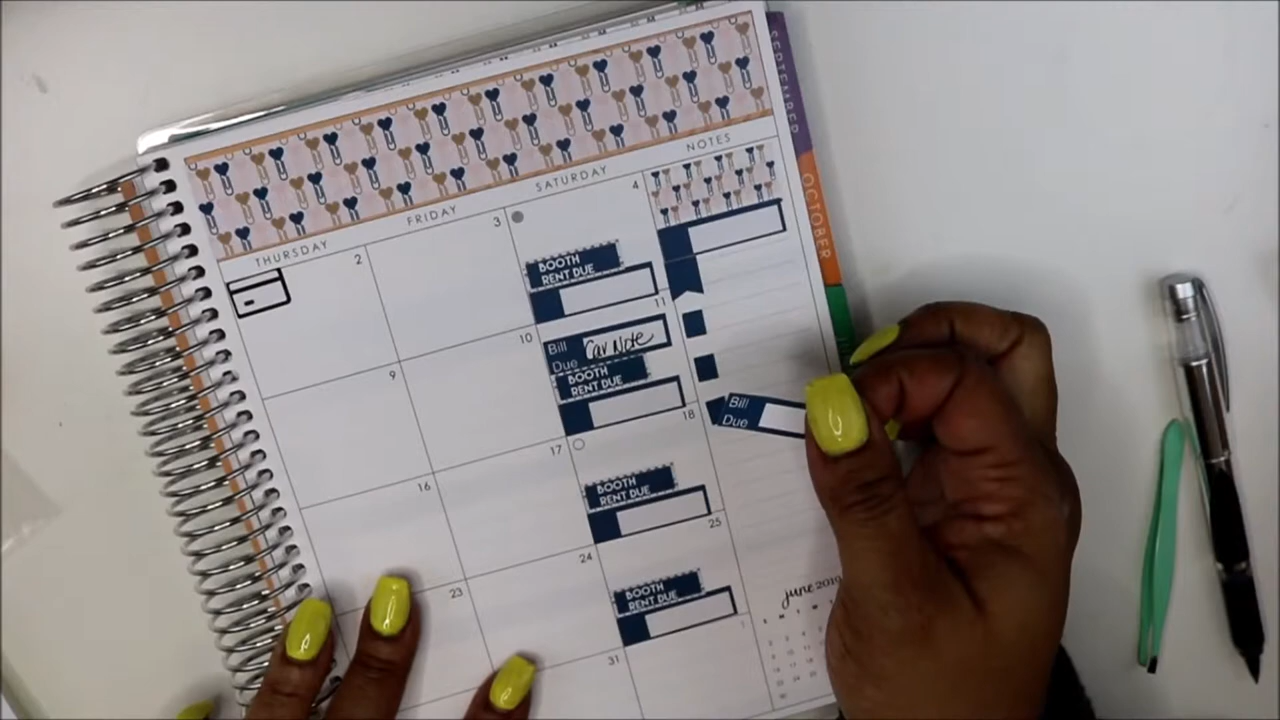 SEPTEMBER
OCTOBER
THURSDAY
FRIDAY
SATURDAY
NOTES
2
3
4
BOOTH
RENT DUE
9
10
11
Bill
Due
Car Note
BOOTH
RENT DUE
Bill
Due
16
17
18
BOOTH
RENT DUE
23
24
25
BOOTH
RENT DUE
31
1
june 2019